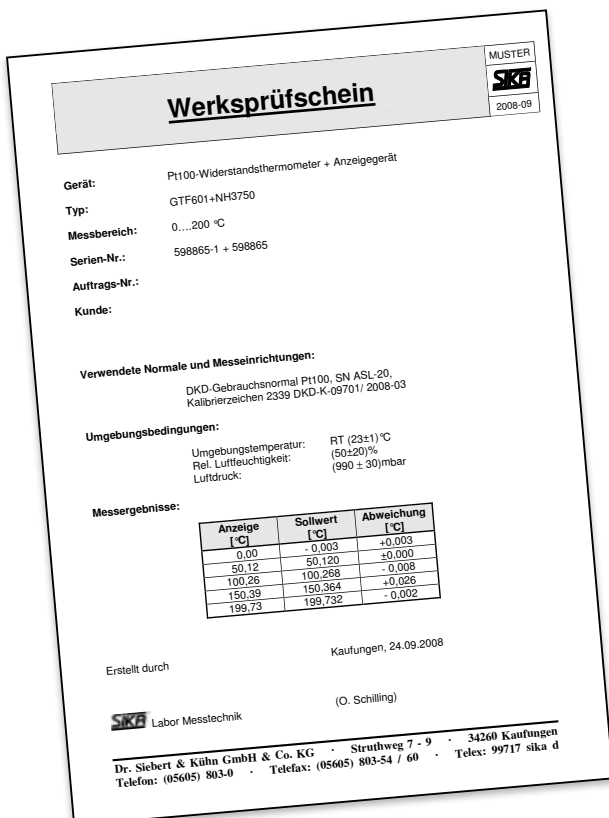 MUSTER
Werksprüfschein
SIKA
2008-09
Gerät: Pt100-Widerstandsthermometer + Anzeigegerät
Typ: GTF601+NH3750
Messbereich: 0....200 °C
Serien-Nr.: 598865-1 + 598865
Auftrags-Nr.:
Kunde:
Verwendete Normale und Messeinrichtungen:
DKD-Gebrauchsnormal Pt100, SN ASL-20,
Kalibrierzeichen 2339 DKD-K-09701/ 2008-03
Umgebungsbedingungen:
Umgebungstemperatur: RT (23±1)°C
Rel. Luftfeuchtigkeit: (50±20)%
Luftdruck: (990 ± 30)mbar
Messergebnisse:
Anzeige Sollwert Abweichung
[°C] [°C] [°C]
0,00 - 0,003 +0,003
50,12 50,120 ±0,000
100,26 100,268 - 0,008
150,39 150,364 +0,026
199,73 199,732 - 0,002
Erstellt durch Kaufungen, 24.09.2008
SIKA Labor Messtechnik (O. Schilling)
Dr. Siebert & Kühn GmbH & Co. KG · Struthweg 7 - 9 · 34260 Kaufungen
Telefon: (05605) 803-0 · Telefax: (05605) 803-54 / 60 · Telex: 99717 sika d